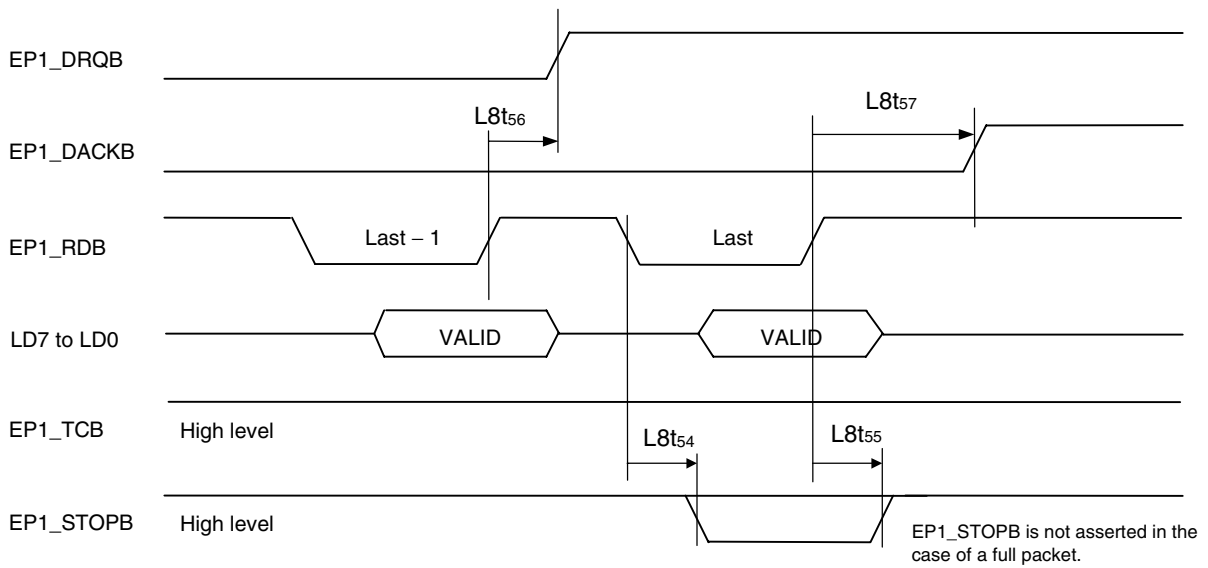 EP1_DRQB
L8t56
L8t57
EP1_DACKB
Last – 1
Last
EP1_RDB
VALID
VALID
LD7 to LD0
EP1_TCB
High level
L8t54
L8t55
EP1_STOPB
High level
EP1_STOPB is not asserted in the
case of a full packet.